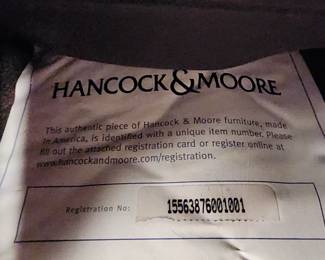 HANCOCK & MOORE
This authentic piece of Hancock & Moore furniture, made
in America, is identified with a unique item number. Please
fill out the attached registration card or register online at
www.hancockandmoore.com/registration.
Registration No: 15563876001001